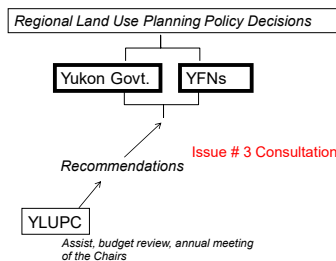 Regional Land Use Planning Policy Decisions
Yukon Govt. YFNs
Issue # 3 Consultation
Recommendations
YLUPC
Assist, budget review, annual meeting
of the Chairs